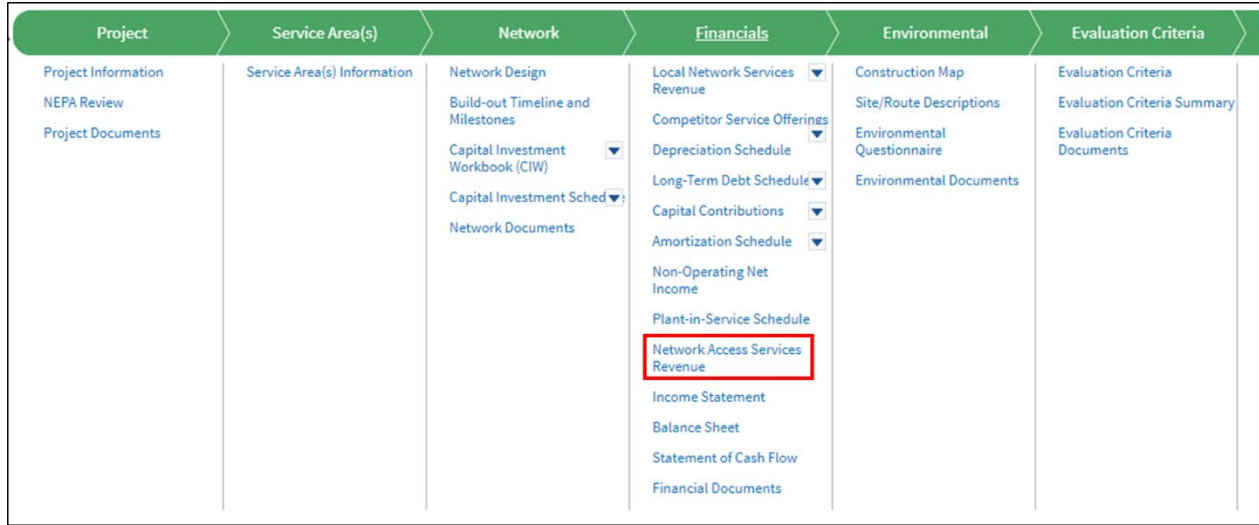 Project
Service Area(s)
Network
Financials
Environmental
Evaluation Criteria
Project Information
NEPA Review
Project Documents
Service Area(s) Information
Network Design
Build-out Timeline and
Milestones
Capital Investment
Workbook (CIW)
Capital Investment Sched
Network Documents
Local Network Services
Revenue
Competitor Service Offerings
Depreciation Schedule
Long-Term Debt Schedule
Capital Contributions
Amortization Schedule
Non-Operating Net
Income
Plant-in-Service Schedule
Network Access Services
Revenue
Income Statement
Balance Sheet
Statement of Cash Flow
Financial Documents
Construction Map
Site/Route Descriptions
Environmental
Questionnaire
Environmental Documents
Evaluation Criteria
Evaluation Criteria Summary
Evaluation Criteria
Documents